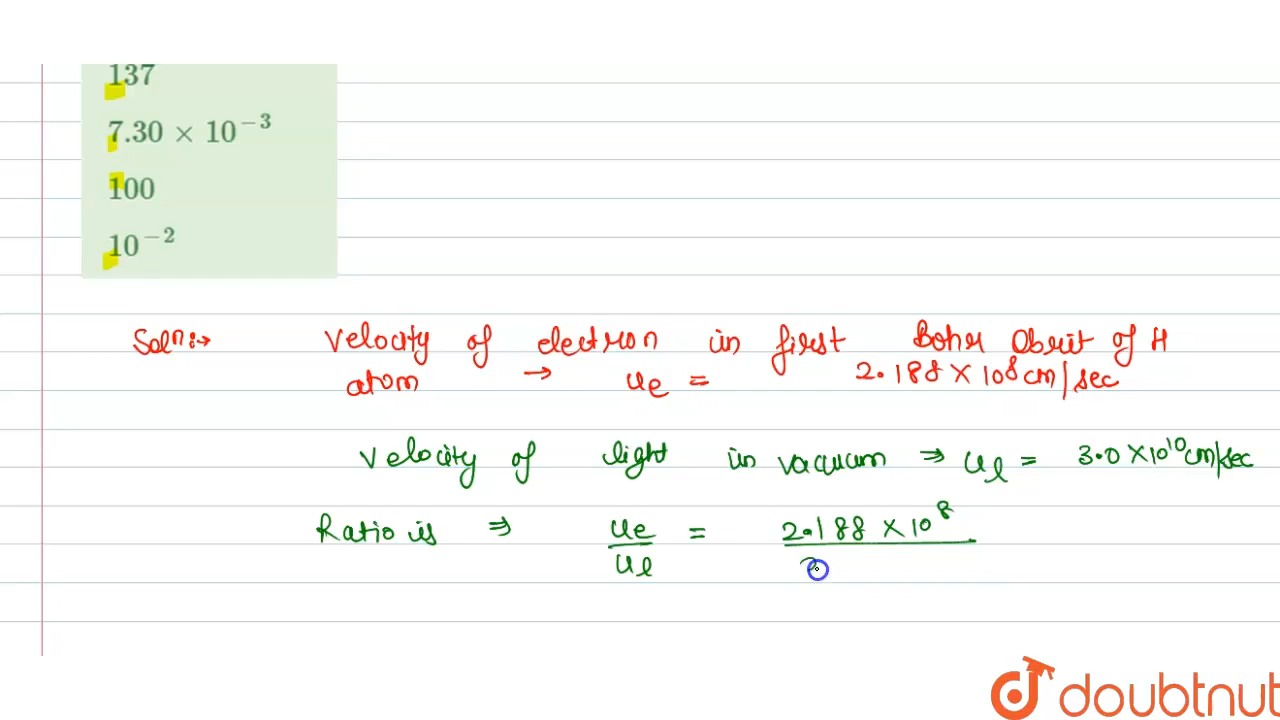 137
7.30 × 10⁻³
100
10⁻²
Solⁿ:→ Velocity of electron in first Bohr Obrit of H
atom → ue = 2.188 × 10⁸ cm/sec
Velocity of light in vacuum ⇒ ul = 3.0 × 10¹⁰ cm/sec
Ratio is ⇒ ue/ul = 2.188 × 10⁸
doubtnut